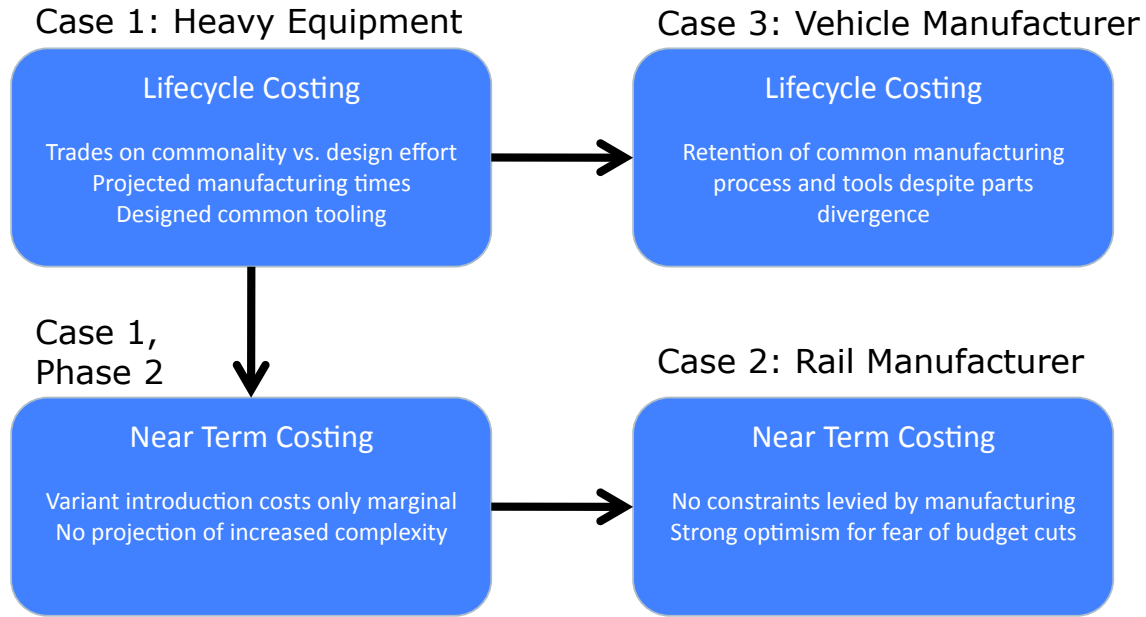 Case 1: Heavy Equipment
Lifecycle Costing
Trades on commonality vs. design effort
Projected manufacturing times
Designed common tooling
Case 3: Vehicle Manufacturer
Lifecycle Costing
Retention of common manufacturing
process and tools despite parts
divergence
Case 1,
Phase 2
Near Term Costing
Variant introduction costs only marginal
No projection of increased complexity
Case 2: Rail Manufacturer
Near Term Costing
No constraints levied by manufacturing
Strong optimism for fear of budget cuts